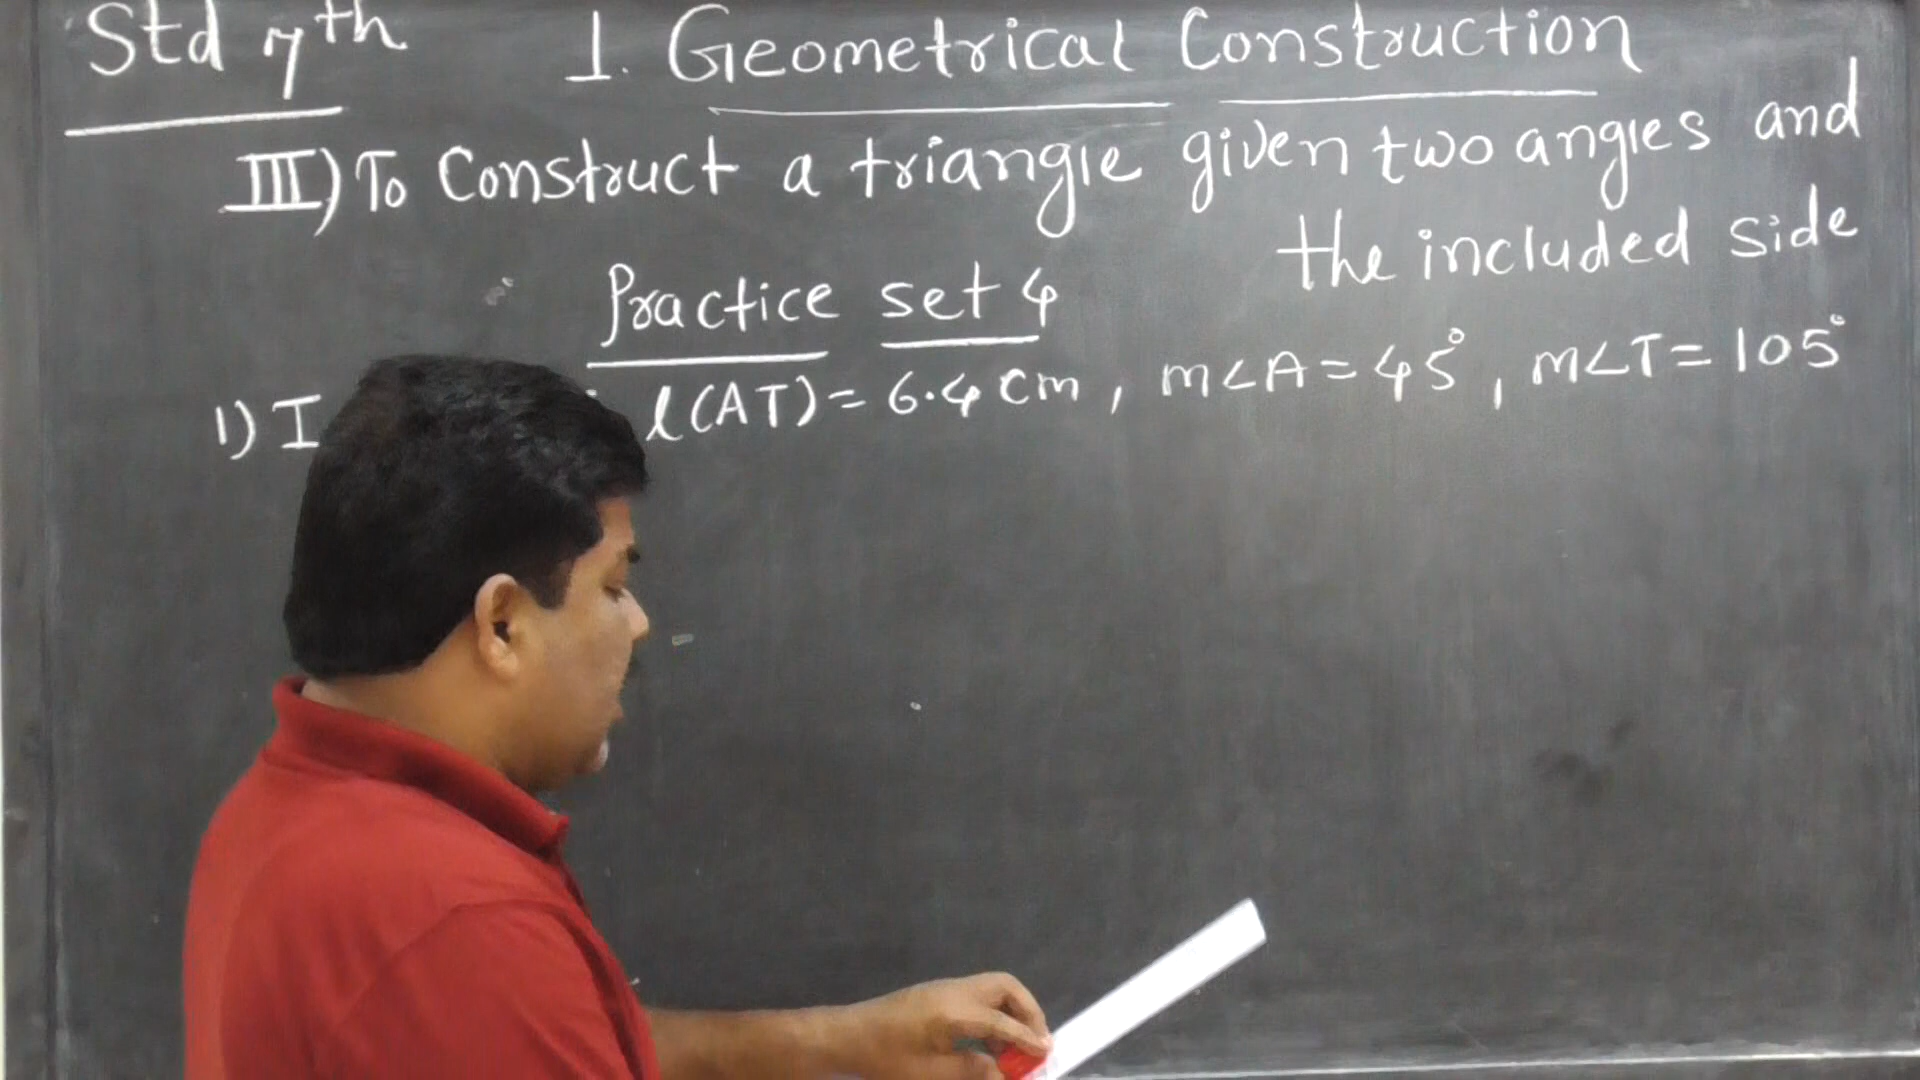 Std 7th
1. Geometrical Construction
III) To Construct a triangle given two angles and
the included side
Practice set 4
1) I l(AT) = 6.4 cm, m∠A = 45°, m∠T = 105°